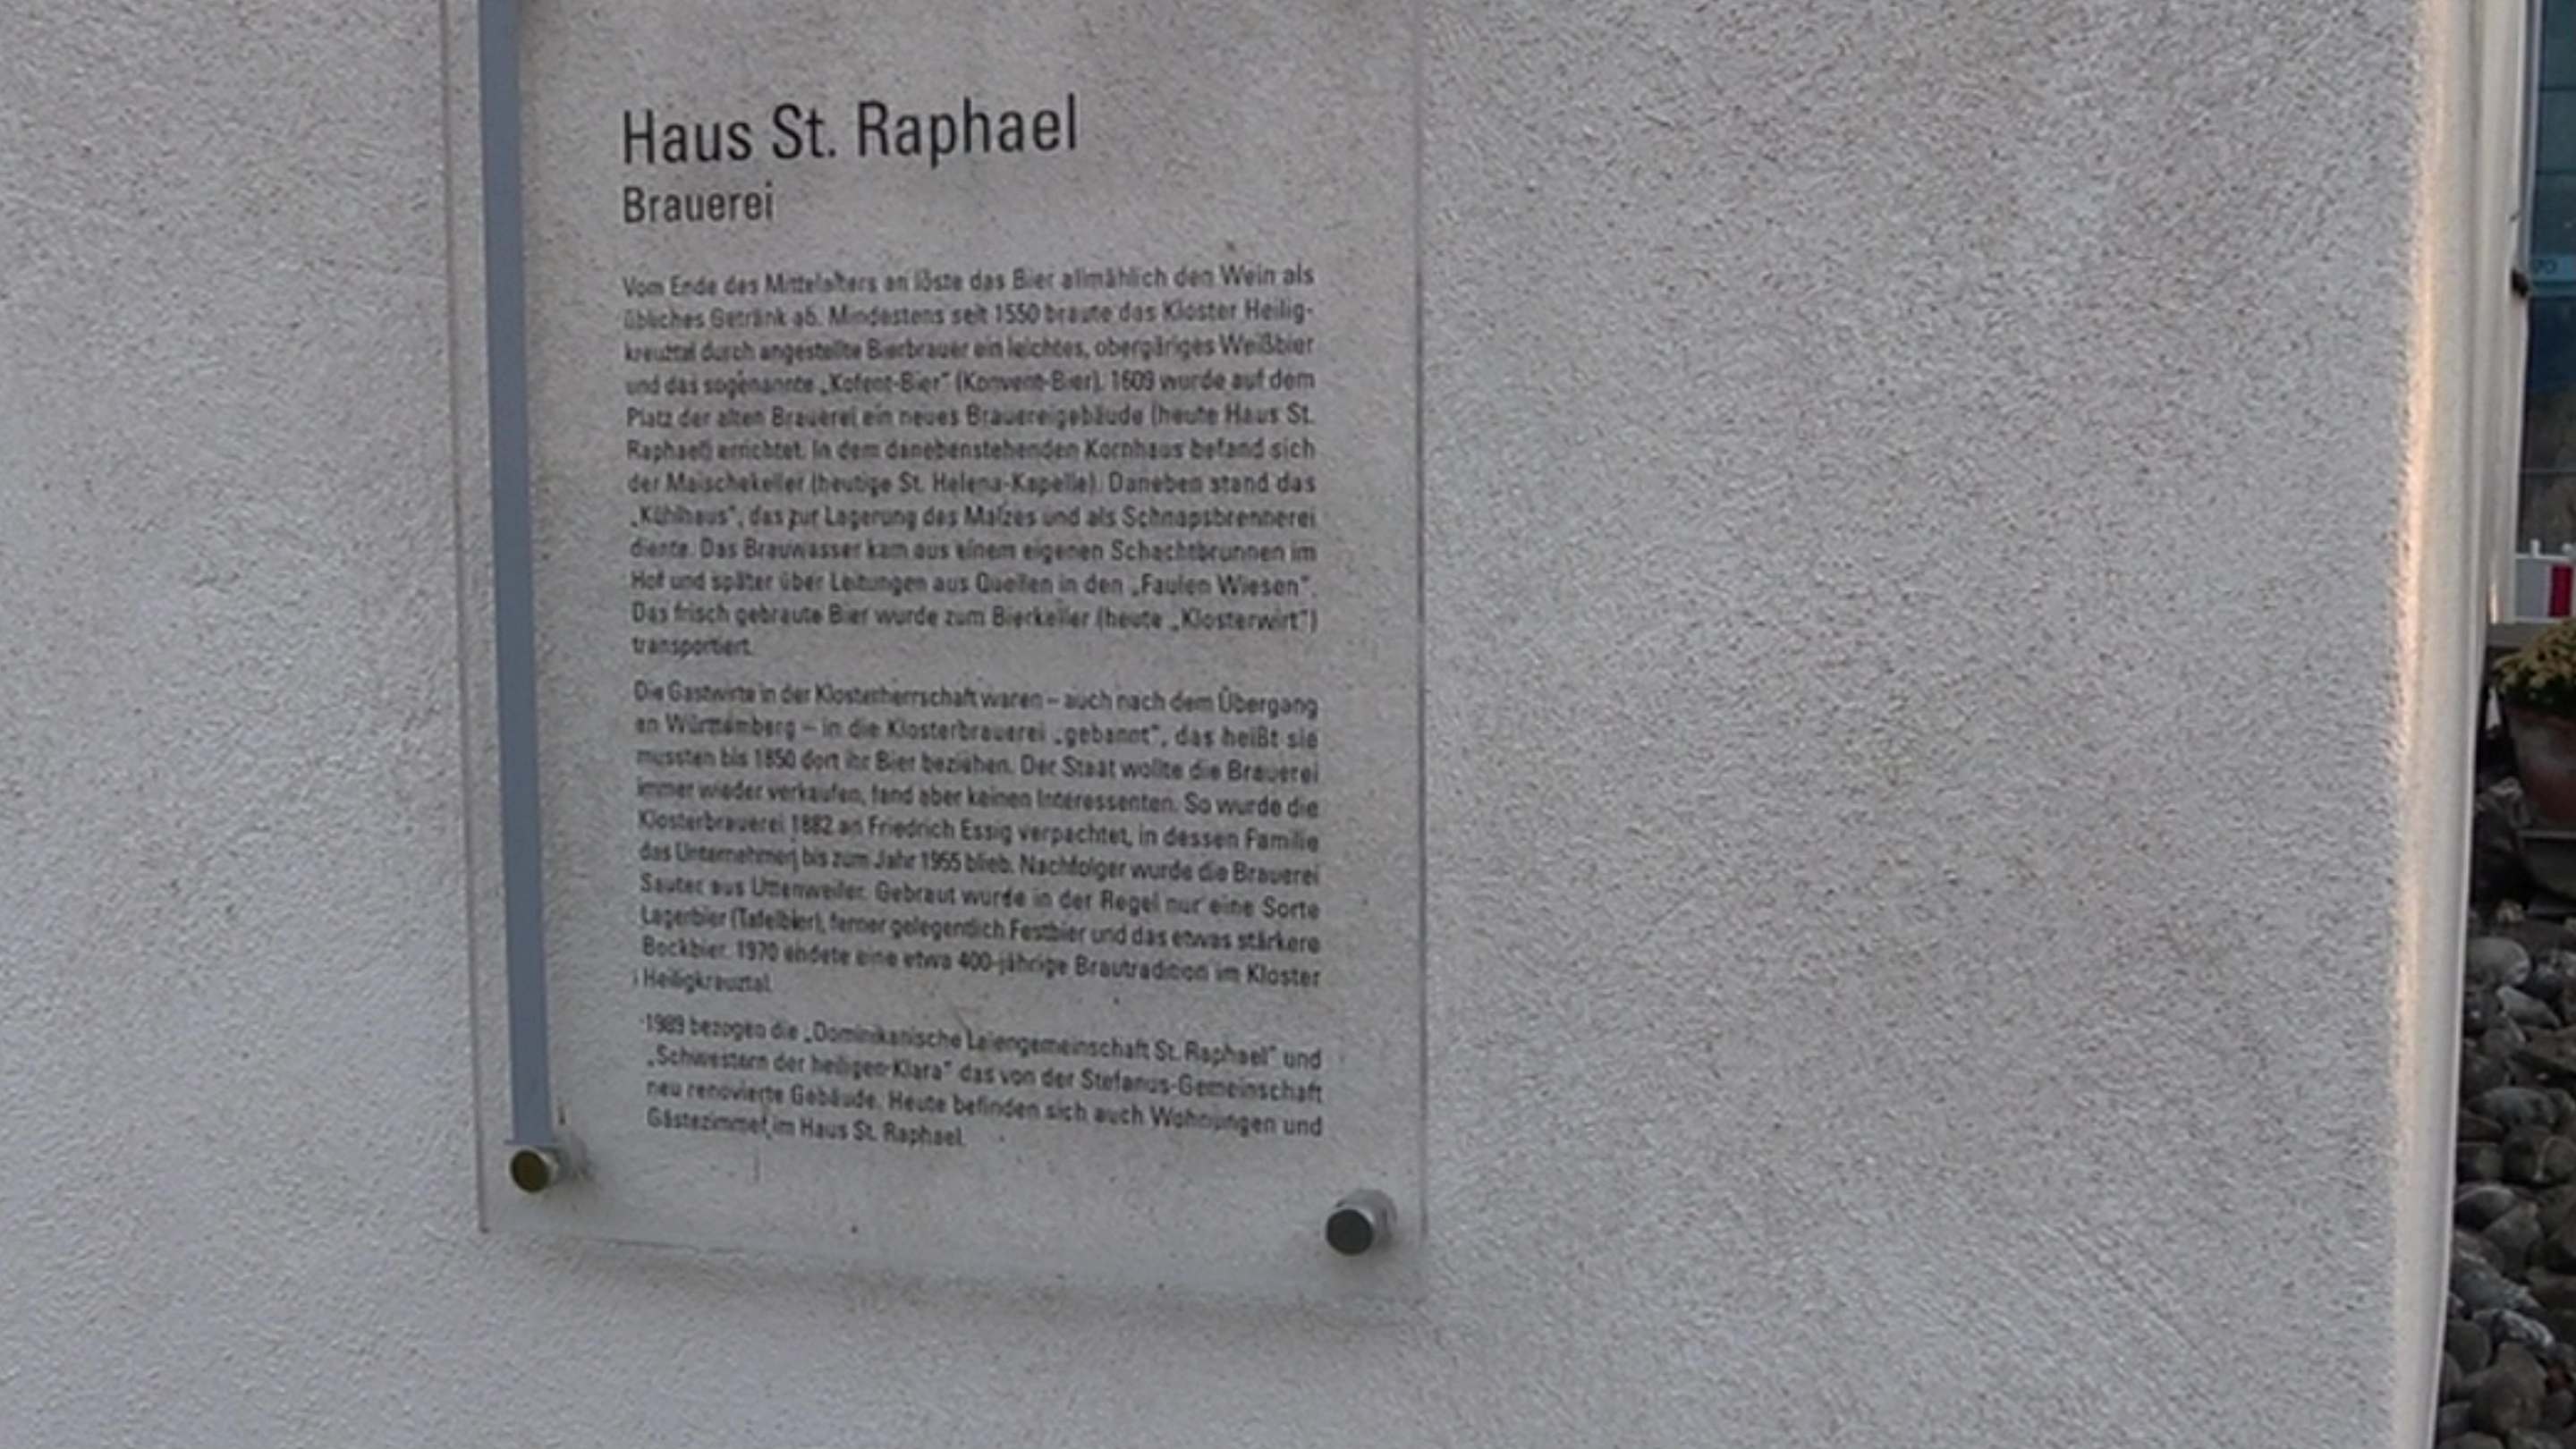 Haus St. Raphael
Brauerei
Vom Ende des Mittelalters an löste das Bier allmählich den Wein als
übliches Getränk ab. Mindestens seit 1550 braute das Kloster Heilig-
kreuztal durch angestellte Bierbrauer ein leichtes, obergäriges Weißbier
und das sogenannte „Kofent-Bier" (Konvent-Bier). 1609 wurde auf dem
Platz der alten Brauerei ein neues Brauereigebäude (heute Haus St.
Raphael) errichtet. In dem danebenstehenden Kornhaus befand sich
der Maischekeller (heutige St. Helena-Kapelle). Daneben stand das
„Kühlhaus", das zur Lagerung des Malzes und als Schnapsbrennerei
diente. Das Brauwasser kam aus einem eigenen Schachtbrunnen im
Hof und später über Leitungen aus Quellen in den „Faulen Wiesen".
Das frisch gebraute Bier wurde zum Bierkeller (heute „Klosterwirt")
transportiert.
Die Gastwirte in der Klosterherrschaft waren – auch nach dem Übergang
an Württemberg – in die Klosterbrauerei „gebannt", das heißt sie
mussten bis 1850 dort ihr Bier beziehen. Der Staat wollte die Brauerei
immer wieder verkaufen, fand aber keinen Interessenten. So wurde die
Klosterbrauerei 1882 an Friedrich Essig verpachtet, in dessen Familie
das Unternehmen bis zum Jahr 1955 blieb. Nachfolger wurde die Brauerei
Sauter aus Uttenweiler. Gebraut wurde in der Regel nur eine Sorte
Lagerbier (Tafelbier), ferner gelegentlich Festbier und das etwas stärkere
Bockbier. 1970 endete eine etwa 400-jährige Brautradition im Kloster
Heiligkreuztal.
1989 bezogen die „Dominikanische Laiengemeinschaft St. Raphael" und
„Schwestern der heiligen Klara" das von der Stefanus-Gemeinschaft
neu renovierte Gebäude. Heute befinden sich auch Wohnungen und
Gästezimmer im Haus St. Raphael.